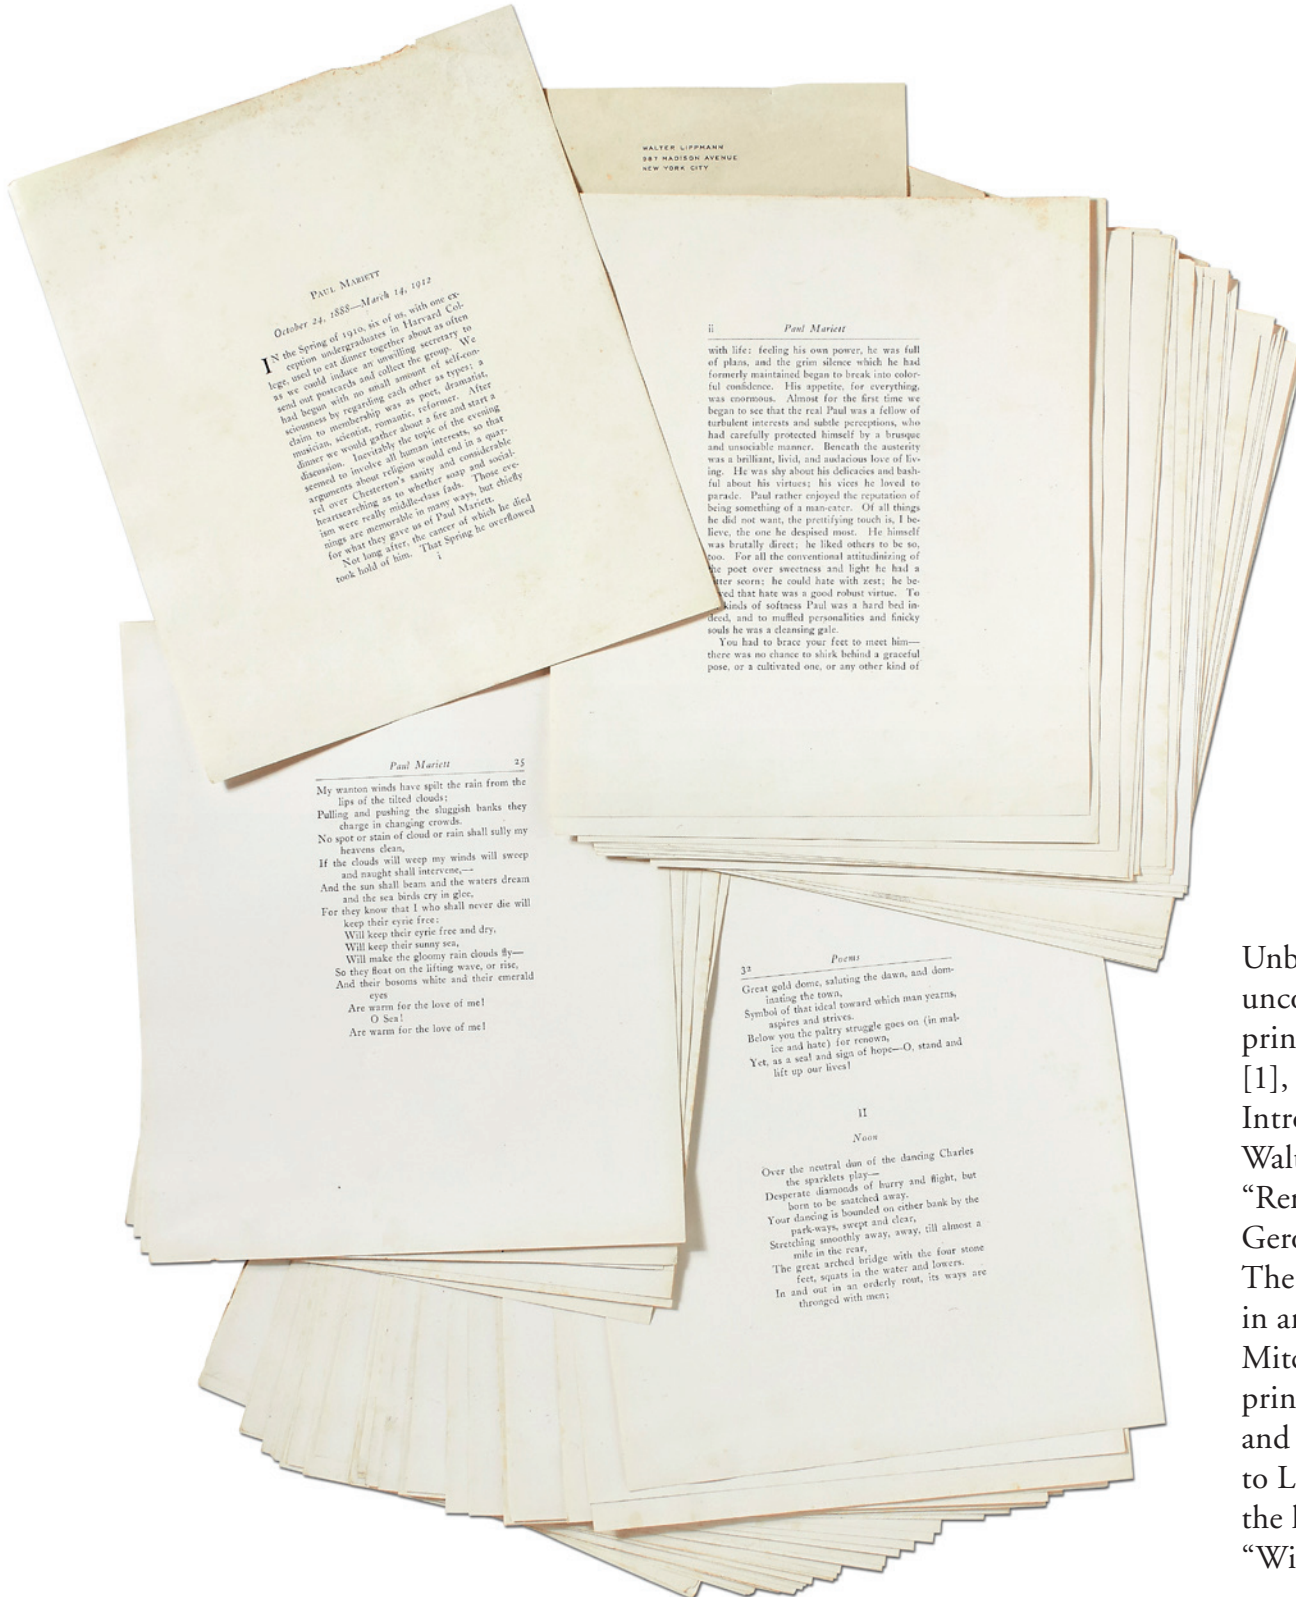 WALTER LIPPMANN
987 MADISON AVENUE
NEW YORK CITY
PAUL MARIETT
October 24, 1888—March 14, 1912
IN the Spring of 1910, six of us, with one ex-
ception undergraduates in Harvard Col-
lege, used to eat dinner together about as often
as we could induce an unwilling secretary to
send out postcards and collect the group. We
had begun with no small amount of self-con-
sciousness by regarding each other as types; a
claim to membership was as poet, dramatist,
musician, scientist, romantic, reformer. After
dinner we would gather about a fire and start a
discussion. Inevitably the topic of the evening
seemed to involve all human interests, so that
arguments about religion would end in a quar-
rel over Chesterton's sanity and considerable
heartsearching as to whether soap and social-
ism were really middle-class fads. Those eve-
nings are memorable in many ways, but chiefly
for what they gave us of Paul Mariett.
Not long after, the cancer of which he died
took hold of him. That Spring he overflowed
i
ii Paul Mariett
with life: feeling his own power, he was full
of plans, and the grim silence which he had
formerly maintained began to break into color-
ful confidence. His appetite, for everything,
was enormous. Almost for the first time we
began to see that the real Paul was a fellow of
turbulent interests and subtle perceptions, who
had carefully protected himself by a brusque
and unsociable manner. Beneath the austerity
was a brilliant, livid, and audacious love of liv-
ing. He was shy about his delicacies and bash-
ful about his virtues; his vices he loved to
parade. Paul rather enjoyed the reputation of
being something of a man-eater. Of all things
he did not want, the prettifying touch is, I be-
lieve, the one he despised most. He himself
was brutally direct; he liked others to be so,
too. For all the conventional attitudinizing of
the poet over sweetness and light he had a
tter scorn; he could hate with zest; he be-
ved that hate was a good robust virtue. To
kinds of softness Paul was a hard bed in-
deed, and to muffled personalities and finicky
souls he was a cleansing gale.
You had to brace your feet to meet him—
there was no chance to shirk behind a graceful
pose, or a cultivated one, or any other kind of
Paul Mariett 25
My wanton winds have spilt the rain from the
lips of the tilted clouds;
Pulling and pushing the sluggish banks they
charge in changing crowds.
No spot or stain of cloud or rain shall sully my
heavens clean,
If the clouds will weep my winds will sweep
and naught shall intervene,—
And the sun shall beam and the waters dream
and the sea birds cry in glee,
For they know that I who shall never die will
keep their eyrie free:
Will keep their eyrie free and dry,
Will keep their sunny sea,
Will make the gloomy rain clouds fly—
So they float on the lifting wave, or rise,
And their bosoms white and their emerald
eyes
Are warm for the love of me!
O Sea!
Are warm for the love of me!
32 Poems
Great gold dome, saluting the dawn, and dom-
inating the town,
Symbol of that ideal toward which man yearns,
aspires and strives.
Below you the paltry struggle goes on (in mal-
ice and hate) for renown,
Yet, as a seal and sign of hope—O, stand and
lift up our lives!
II
Noon
Over the neutral dun of the dancing Charles
the sparklets play—
Desperate diamonds of hurry and flight, but
born to be snatched away.
Your dancing is bounded on either bank by the
park-ways, swept and clear,
Stretching smoothly away, away, till almost a
mile in the rear,
The great arched bridge with the four stone
feet, squats in the water and lowers.
In and out in an orderly rout, its ways are
thronged with men;
Unb
unco
prin
[1],
Intro
Walt
“Ren
Gero
The
in ar
Mito
prin
and
to L
the l
“Wi